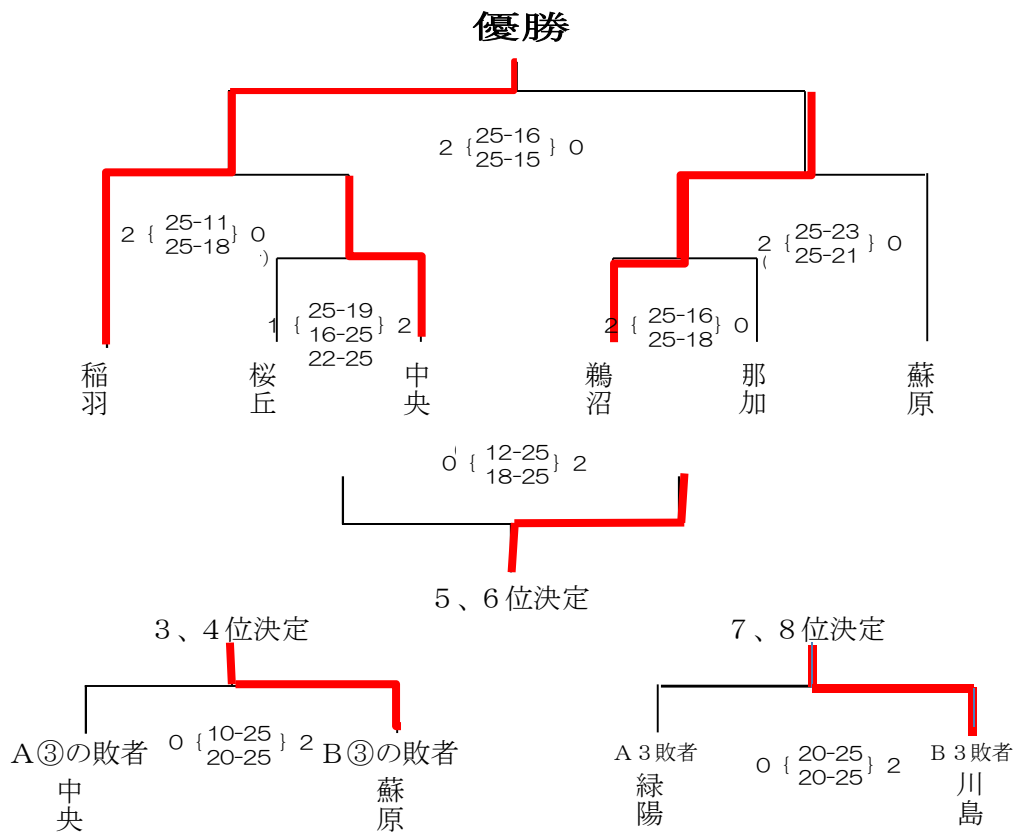 優勝
2 { 25-16 } 0
25-15
2 { 25-11 } 0
25-18
2 { 25-23 } 0
25-21
1 { 25-19 } 2
16-25
22-25
2 { 25-16 } 0
25-18
稲羽
桜丘
中央
鵜沼
那加
蘇原
0 { 12-25 } 2
18-25
5、6位決定
3、4位決定
7、8位決定
A③の敗者
0 { 10-25 } 2
20-25
B③の敗者
中央
蘇原
A3敗者
0 { 20-25 } 2
20-25
B3敗者
緑陽
川島